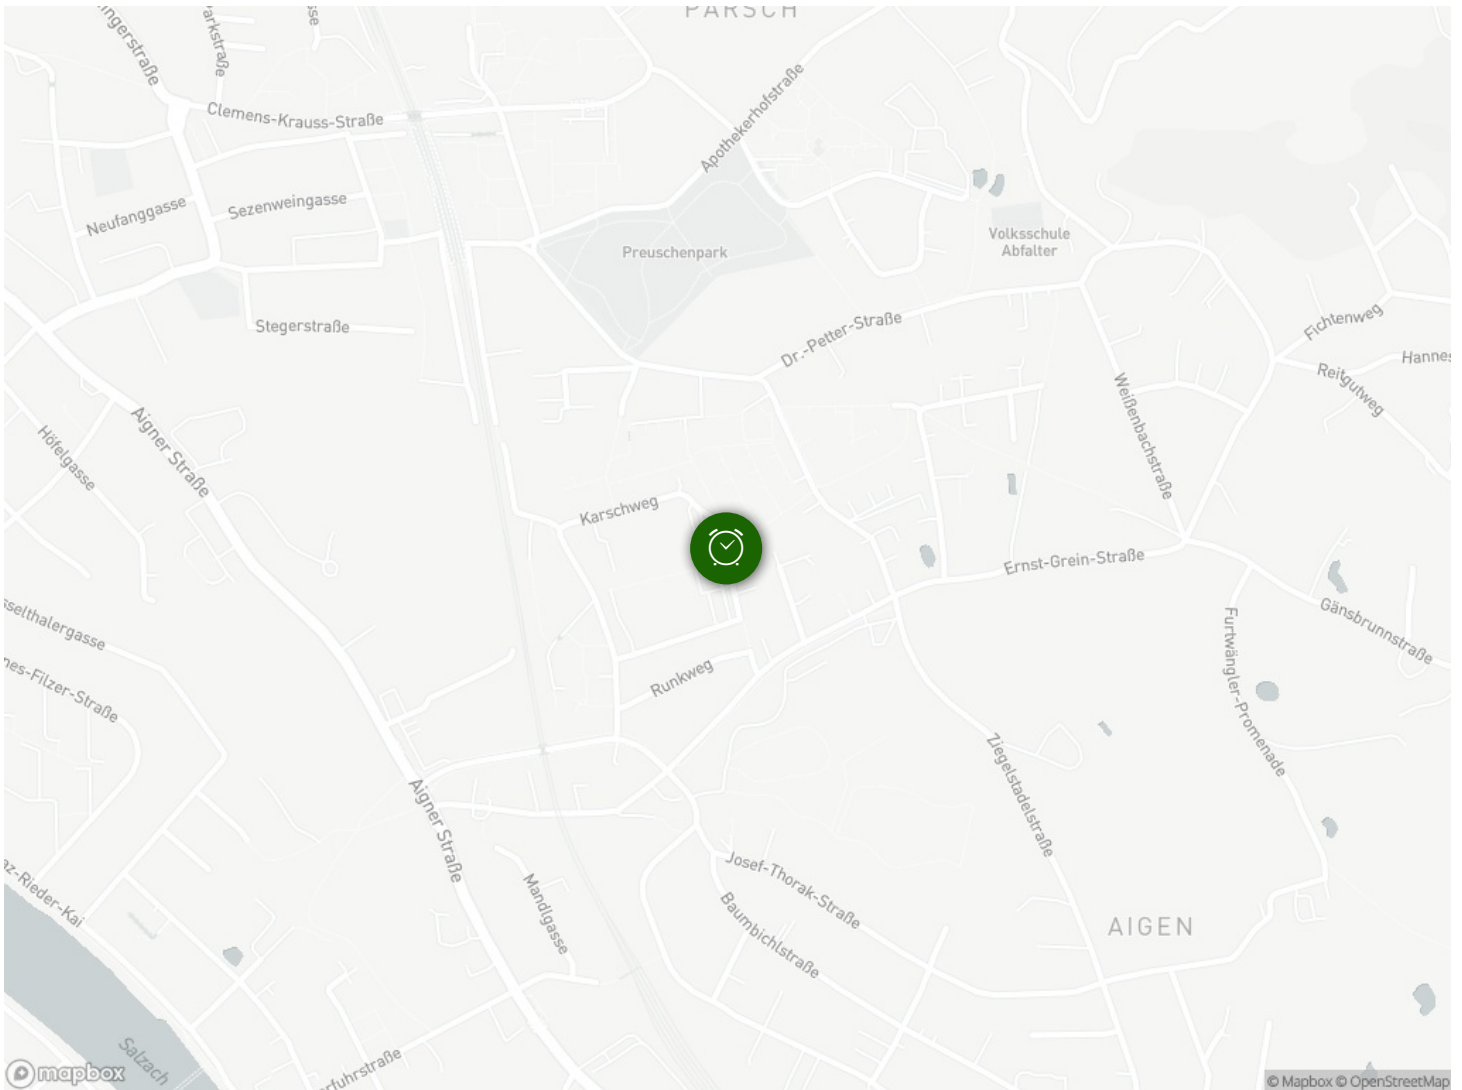 PARSCH
Clemens-Krauss-Straße
Apothekerhofstraße
Neufanggasse
Sezenweingasse
Preuschenpark
Volksschule
Abfalter
Stegerstraße
Dr.-Petter-Straße
Fichtenweg
Reitgutweg
Weißenbachstraße
Aigner Straße
Höfelgasse
Karschweg
Ernst-Grein-Straße
Gänsbrunnstraße
Furtwängler-Promenade
Runkweg
Ziegelstadelstraße
Aigner Straße
Mandlgasse
Josef-Thorak-Straße
Baumbichlstraße
AIGEN
Salzach
mapbox
© Mapbox © OpenStreetMap